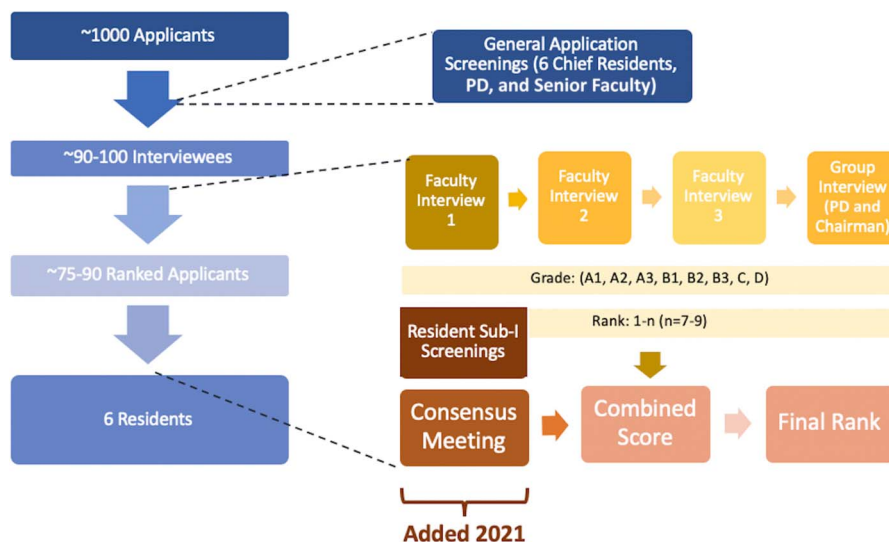 ~1000 Applicants
General Application
Screenings (6 Chief Residents,
PD, and Senior Faculty)
~90-100 Interviewees
Faculty
Interview
1
Faculty
Interview
2
Faculty
Interview
3
Group
Interview
(PD and
Chairman)
~75-90 Ranked Applicants
Grade: (A1, A2, A3, B1, B2, B3, C, D)
Resident Sub-I
Screenings
Rank: 1-n (n=7-9)
6 Residents
Consensus
Meeting
Combined
Score
Final Rank
Added 2021